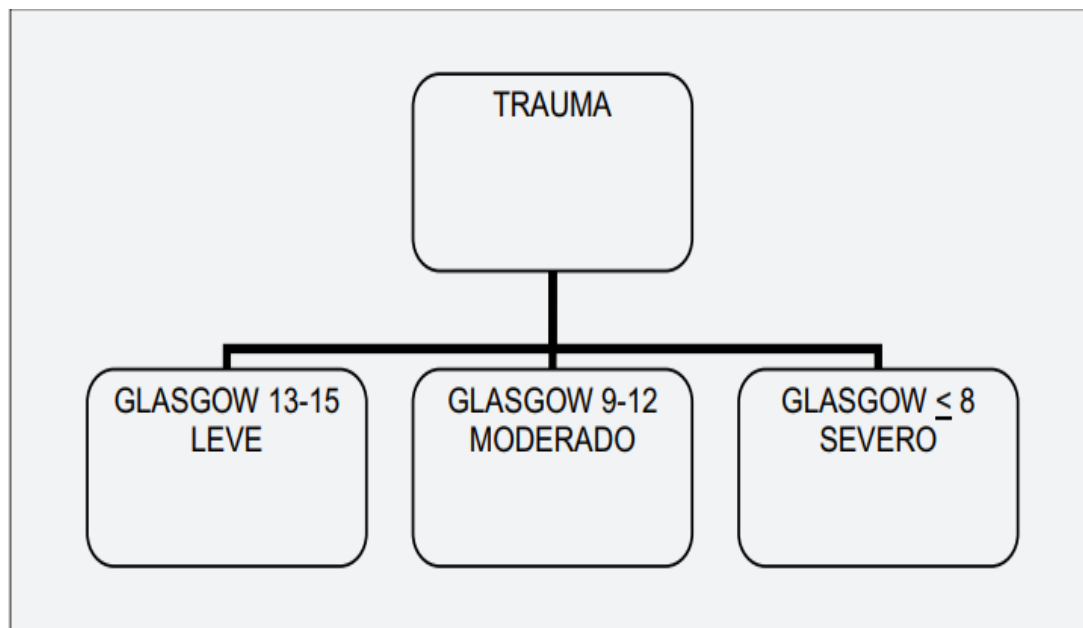 TRAUMA
GLASGOW 13-15
LEVE
GLASGOW 9-12
MODERADO
GLASGOW ≤ 8
SEVERO